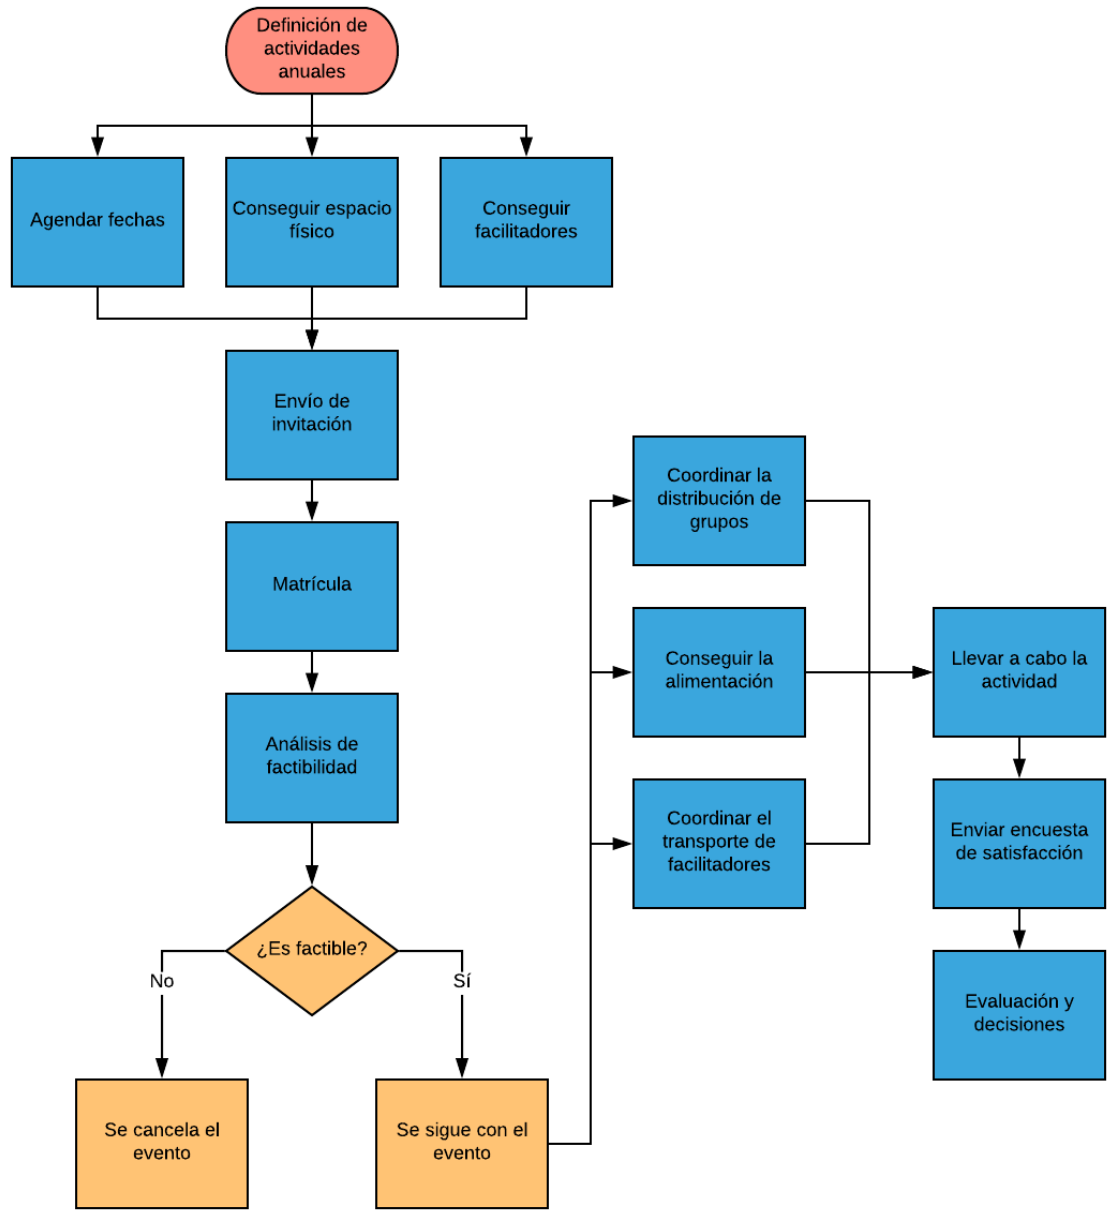 Definición de
actividades
anuales
Agendar fechas
Conseguir espacio
físico
Conseguir
facilitadores
Envío de
invitación
Matrícula
Análisis de
factibilidad
¿Es factible?
No
Sí
Se cancela el
evento
Se sigue con el
evento
Coordinar la
distribución de
grupos
Conseguir la
alimentación
Coordinar el
transporte de
facilitadores
Llevar a cabo la
actividad
Enviar encuesta
de satisfacción
Evaluación y
decisiones